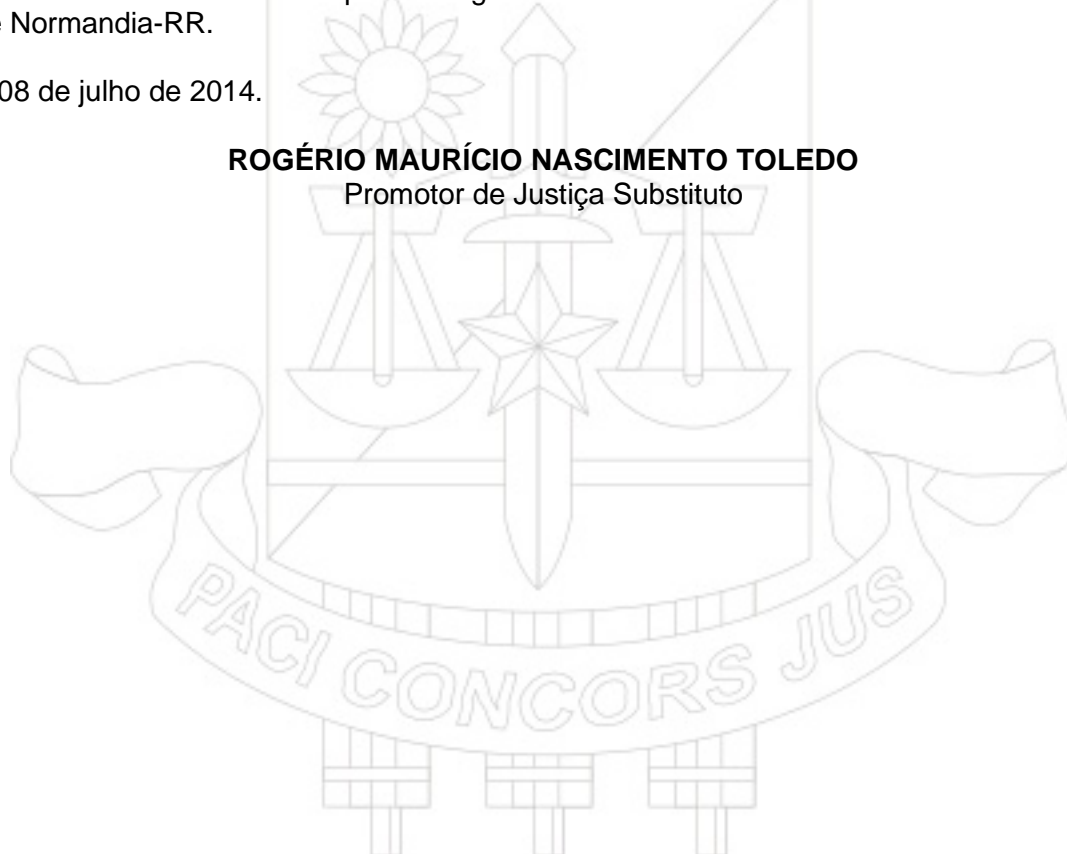 e Normandia-RR.
08 de julho de 2014.
ROGÉRIO MAURÍCIO NASCIMENTO TOLEDO
Promotor de Justiça Substituto
PACI CONCORS JUS